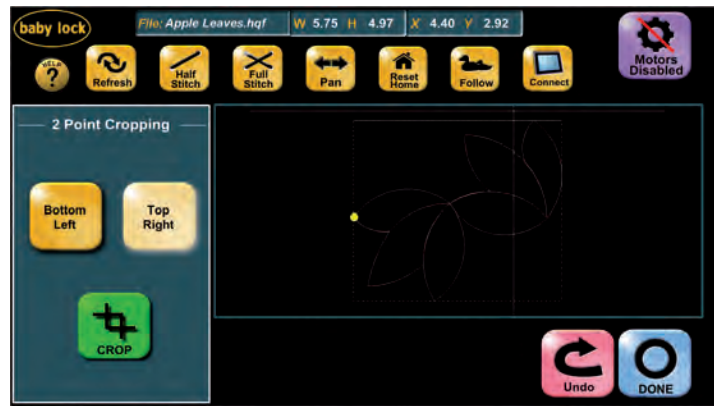 baby lock
File: Apple Leaves.hqf W 5.75 H 4.97 X 4.40 Y 2.92
HELP
?
Refresh
Half
Stitch
Full
Stitch
Pan
Reset
Home
Follow
Connect
Motors
Disabled
2 Point Cropping
Bottom
Left
Top
Right
CROP
Undo
DONE